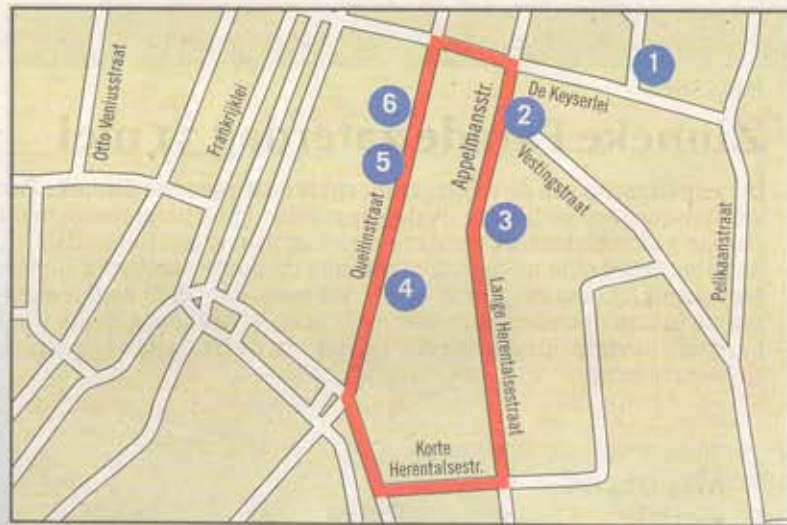 Otto Veniusstraat
Frankrijklei
6
5
Quellinstraat
4
Appelmansstr.
De Keyserlei
1
2
Vestingstraat
3
Lange Herentalsestraat
Pelikaanstraat
Korte
Herentalsestr.